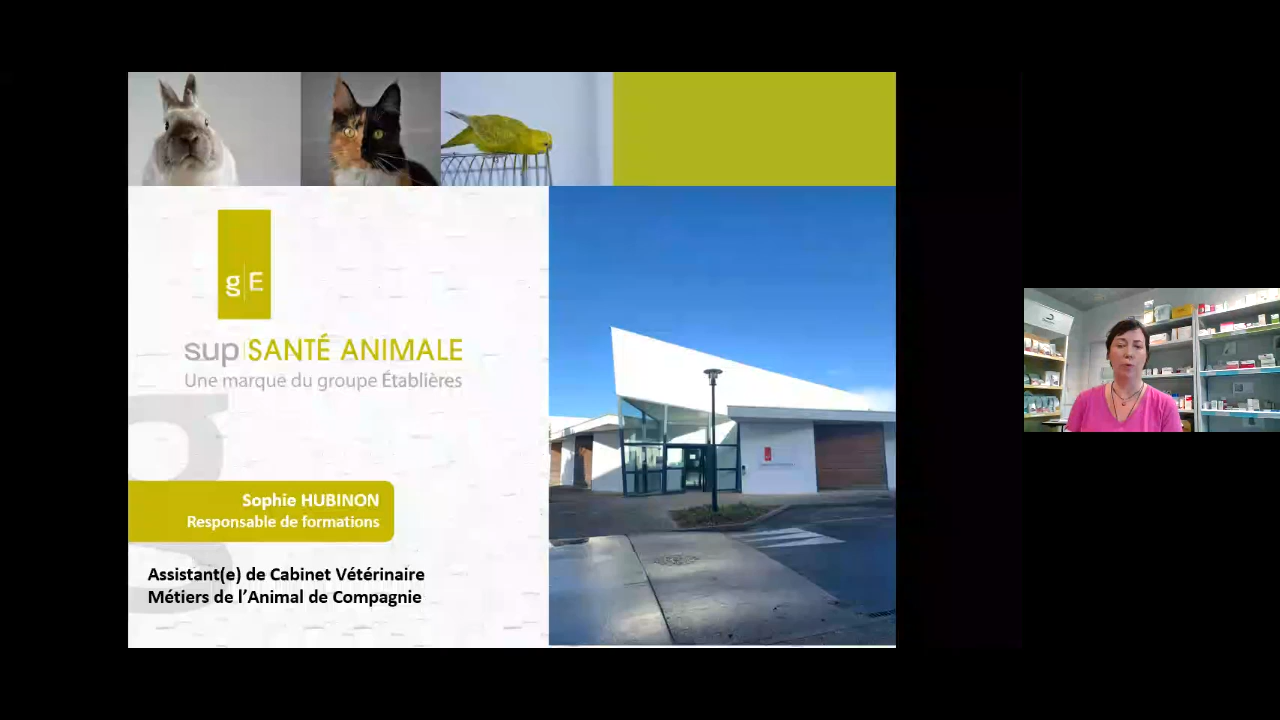 g E
sup SANTÉ ANIMALE
Une marque du groupe Établières
Sophie HUBINON
Responsable de formations
Assistant(e) de Cabinet Vétérinaire
Métiers de l'Animal de Compagnie